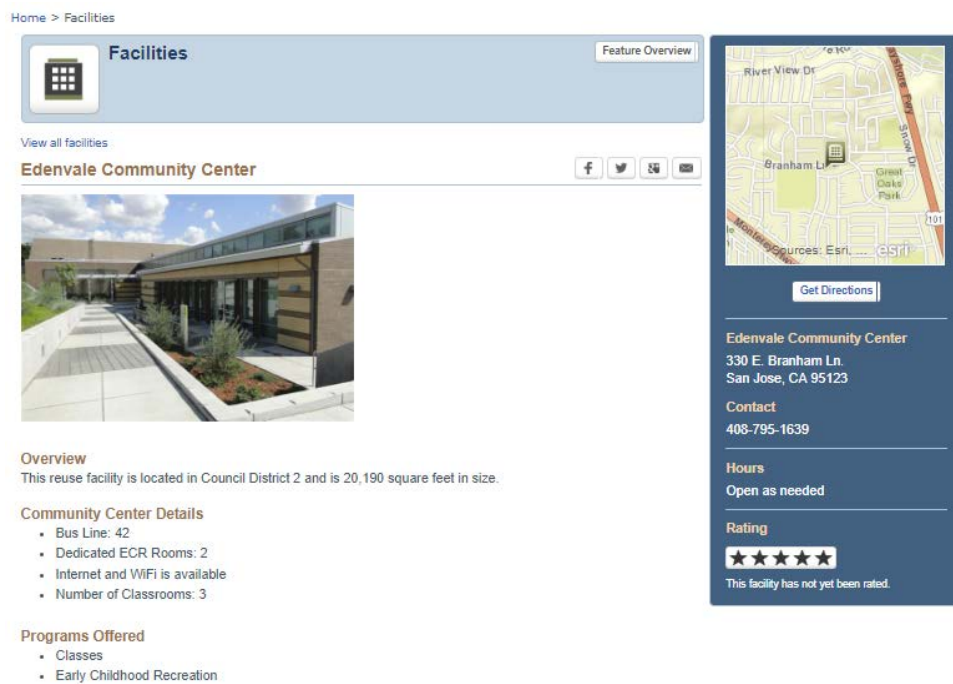 Home > Facilities
Facilities
Feature Overview
View all facilities
Edenvale Community Center
Overview
This reuse facility is located in Council District 2 and is 20,190 square feet in size.
Community Center Details
• Bus Line: 42
• Dedicated ECR Rooms: 2
• Internet and WiFi is available
• Number of Classrooms: 3
Programs Offered
• Classes
• Early Childhood Recreation
River View Dr
Snow Dr
Branham Ln
Great
Oaks
Park
101
Monterey
Sources: Esri, ...
esri
Get Directions
Edenvale Community Center
330 E. Branham Ln.
San Jose, CA 95123
Contact
408-795-1639
Hours
Open as needed
Rating
This facility has not yet been rated.